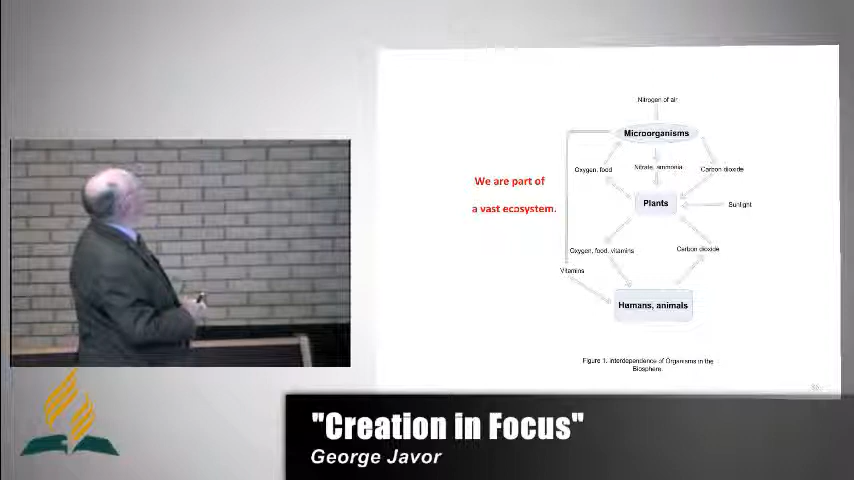 Nitrogen of air
Microorganisms
Oxygen, food
Nitrate, ammonia
Carbon dioxide
We are part of
a vast ecosystem.
Plants
Sunlight
Oxygen, food, vitamins
Carbon dioxide
Vitamins
Humans, animals
Figure 1. Interdependence of Organisms in the
Biosphere.
"Creation in Focus"
George Javor